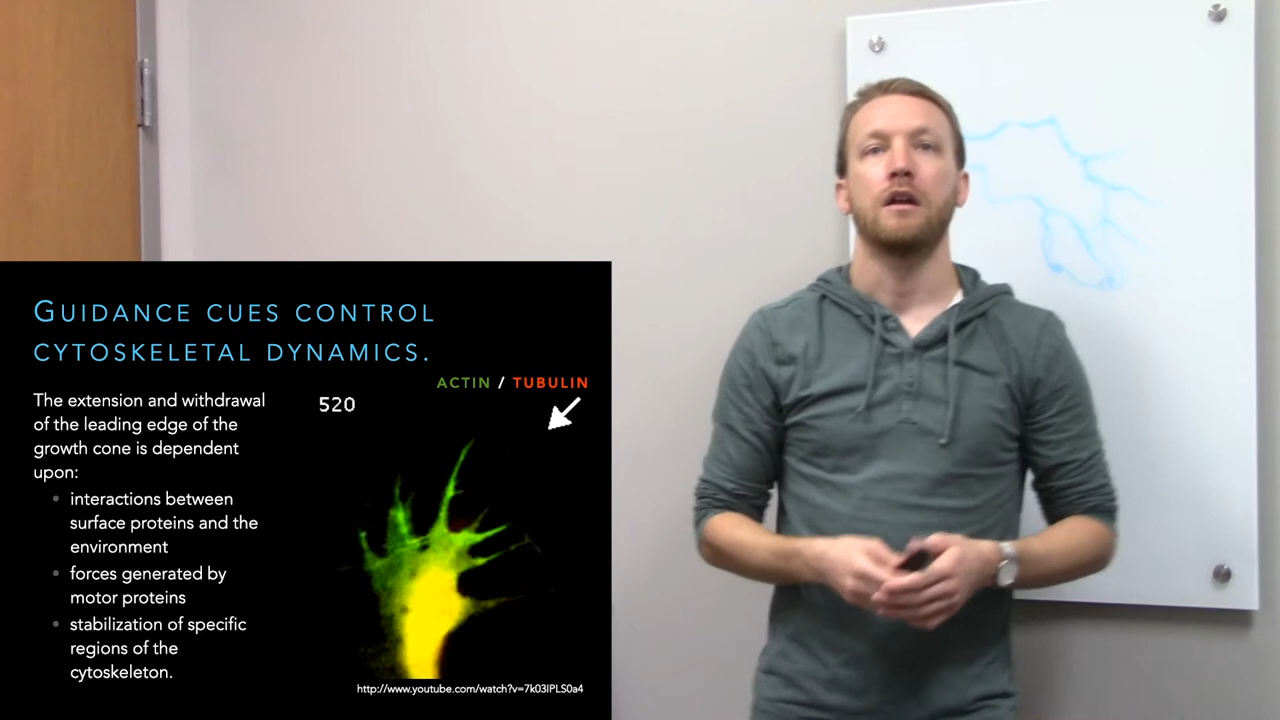 GUIDANCE CUES CONTROL
CYTOSKELETAL DYNAMICS.
ACTIN / TUBULIN
520
The extension and withdrawal
of the leading edge of the
growth cone is dependent
upon:
• interactions between
surface proteins and the
environment
• forces generated by
motor proteins
• stabilization of specific
regions of the
cytoskeleton.
http://www.youtube.com/watch?v=7k03IPLS0a4